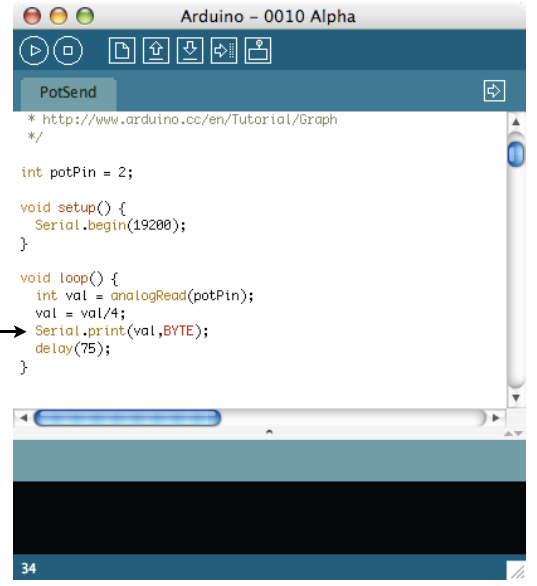 Arduino – 0010 Alpha
PotSend
* http://www.arduino.cc/en/Tutorial/Graph
*/
int potPin = 2;
void setup() {
Serial.begin(19200);
}
void loop() {
int val = analogRead(potPin);
val = val/4;
Serial.print(val,BYTE);
delay(75);
}
34